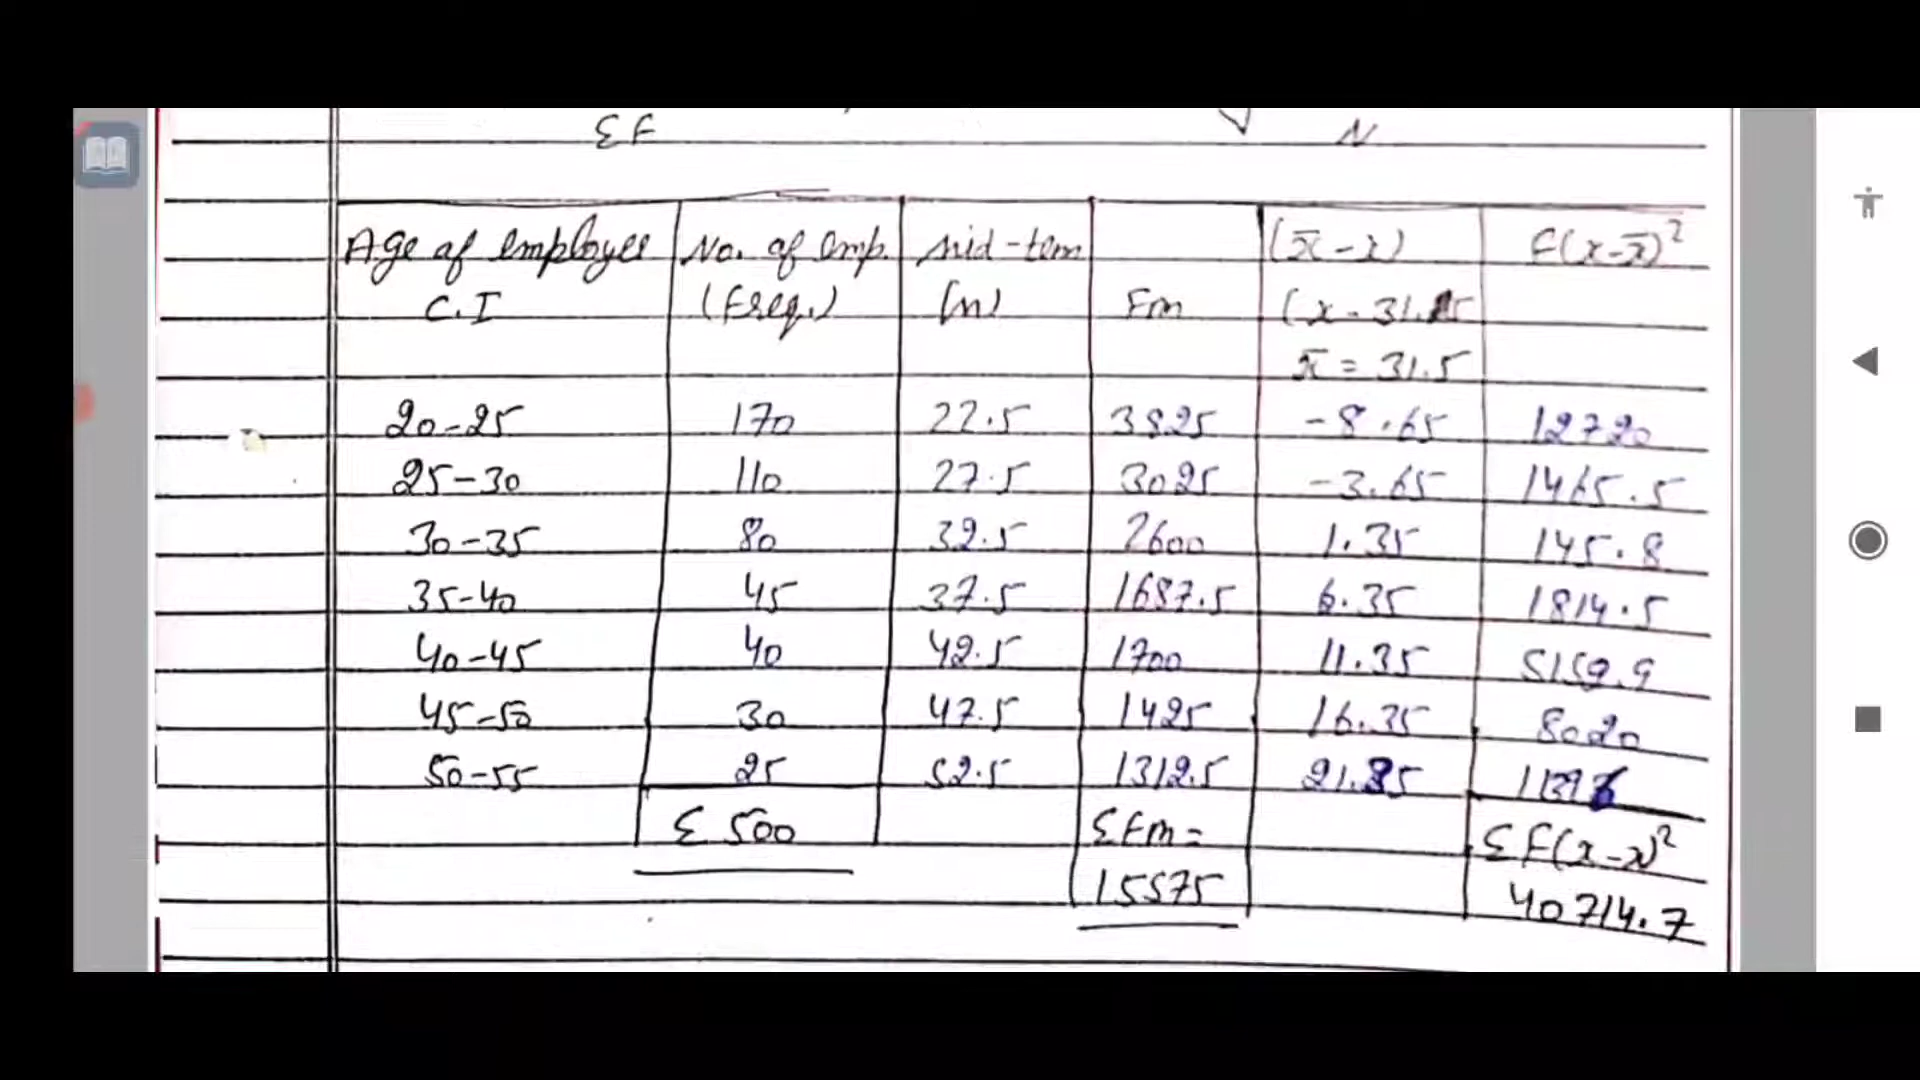 ΣF N
Age of employee No. of emp. mid-tem (x̄-x) F(x-x̄)²
C.I (Freq.) (m) Fm (x-31.15
x̄ = 31.5
20-25 170 22.5 3825 -8.65 12720
25-30 110 27.5 3025 -3.65 1465.5
30-35 80 32.5 2600 1.35 145.8
35-40 45 37.5 1687.5 6.35 1814.5
40-45 40 42.5 1700 11.35 5152.9
45-50 30 47.5 1425 16.35 8020
50-55 25 52.5 1312.5 21.35
Σ 500 ΣFm = ΣF(x-x)²
15575 40714.7